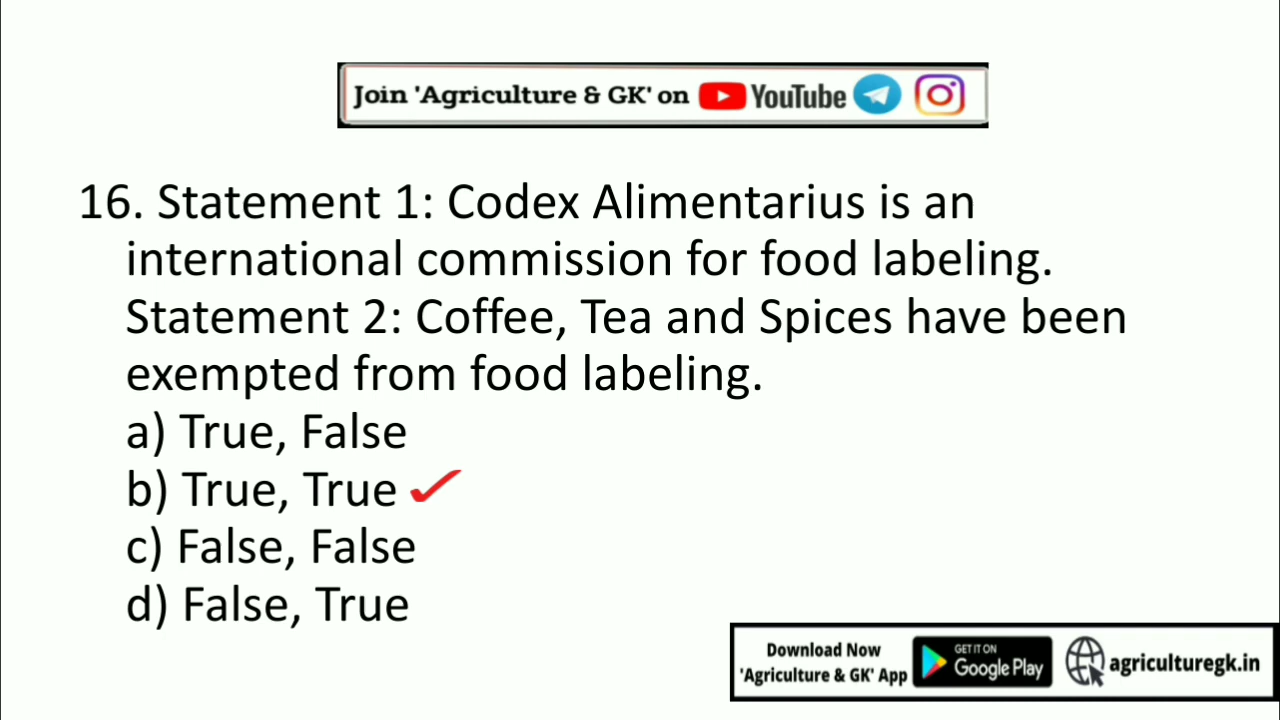 Join 'Agriculture & GK' on YouTube
16. Statement 1: Codex Alimentarius is an
international commission for food labeling.
Statement 2: Coffee, Tea and Spices have been
exempted from food labeling.
a) True, False
b) True, True
c) False, False
d) False, True
Download Now
'Agriculture & GK' App
GET IT ON
Google Play
agriculturegk.in